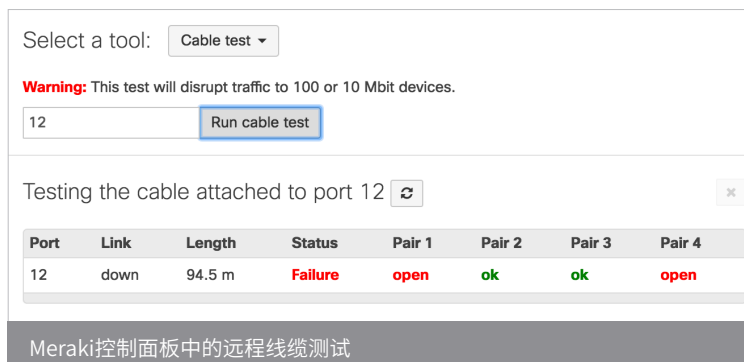 Select a tool: Cable test
Warning: This test will disrupt traffic to 100 or 10 Mbit devices.
12 Run cable test
Testing the cable attached to port 12
Port Link Length Status Pair 1 Pair 2 Pair 3 Pair 4
12 down 94.5 m Failure open ok ok open
Meraki控制面板中的远程线缆测试